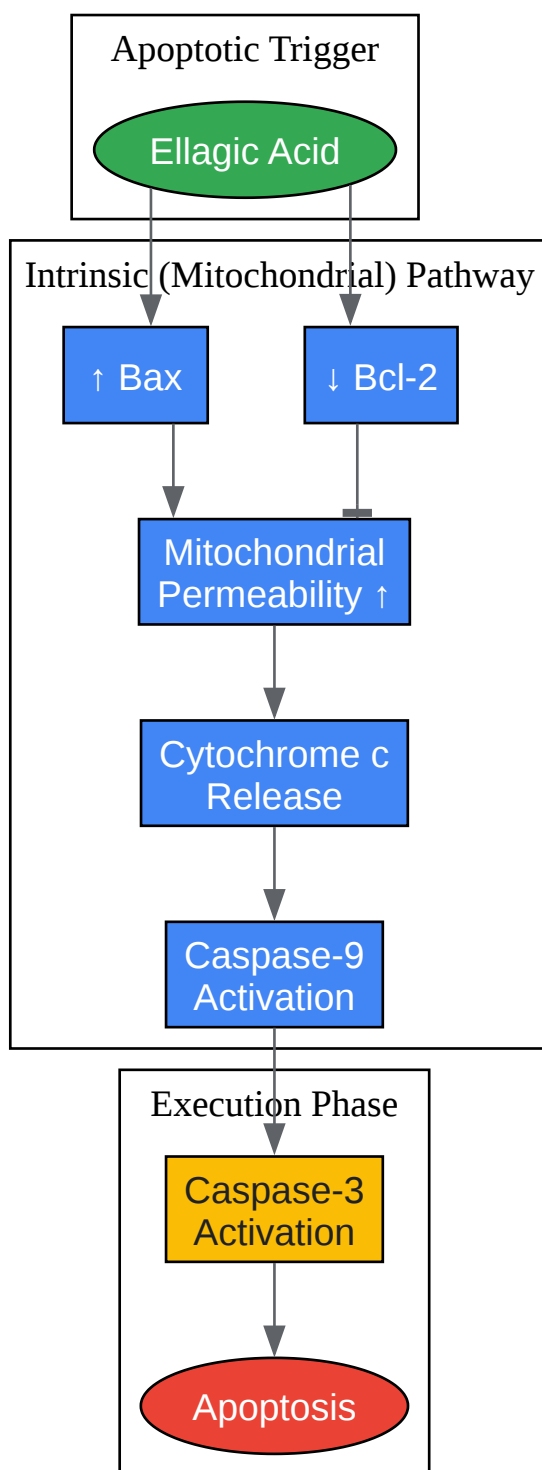 Apoptotic Trigger
Ellagic Acid
Intrinsic (Mitochondrial) Pathway
↑ Bax
↓ Bcl-2
Mitochondrial
Permeability ↑
Cytochrome c
Release
Caspase-9
Activation
Execution Phase
Caspase-3
Activation
Apoptosis